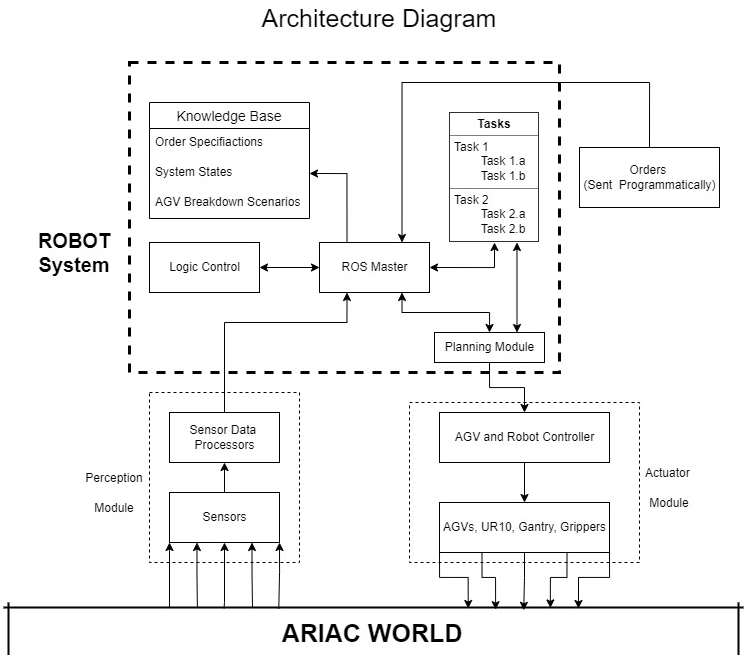 Architecture Diagram
Knowledge Base
Order Specifiactions
System States
AGV Breakdown Scenarios
Tasks
Task 1
Task 1.a
Task 1.b
Task 2
Task 2.a
Task 2.b
Orders
(Sent Programmatically)
ROBOT
System
Logic Control
ROS Master
Planning Module
Sensor Data
Processors
Perception
Module
Sensors
AGV and Robot Controller
Actuator
Module
AGVs, UR10, Gantry, Grippers
ARIAC WORLD